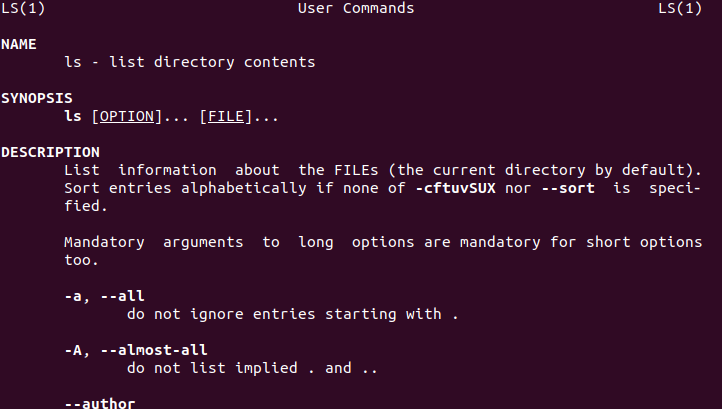 LS(1) User Commands LS(1)
NAME
ls - list directory contents
SYNOPSIS
ls [OPTION]... [FILE]...
DESCRIPTION
List information about the FILEs (the current directory by default).
Sort entries alphabetically if none of -cftuvSUX nor --sort is speci-
fied.
Mandatory arguments to long options are mandatory for short options
too.
-a, --all
do not ignore entries starting with .
-A, --almost-all
do not list implied . and ..
--author